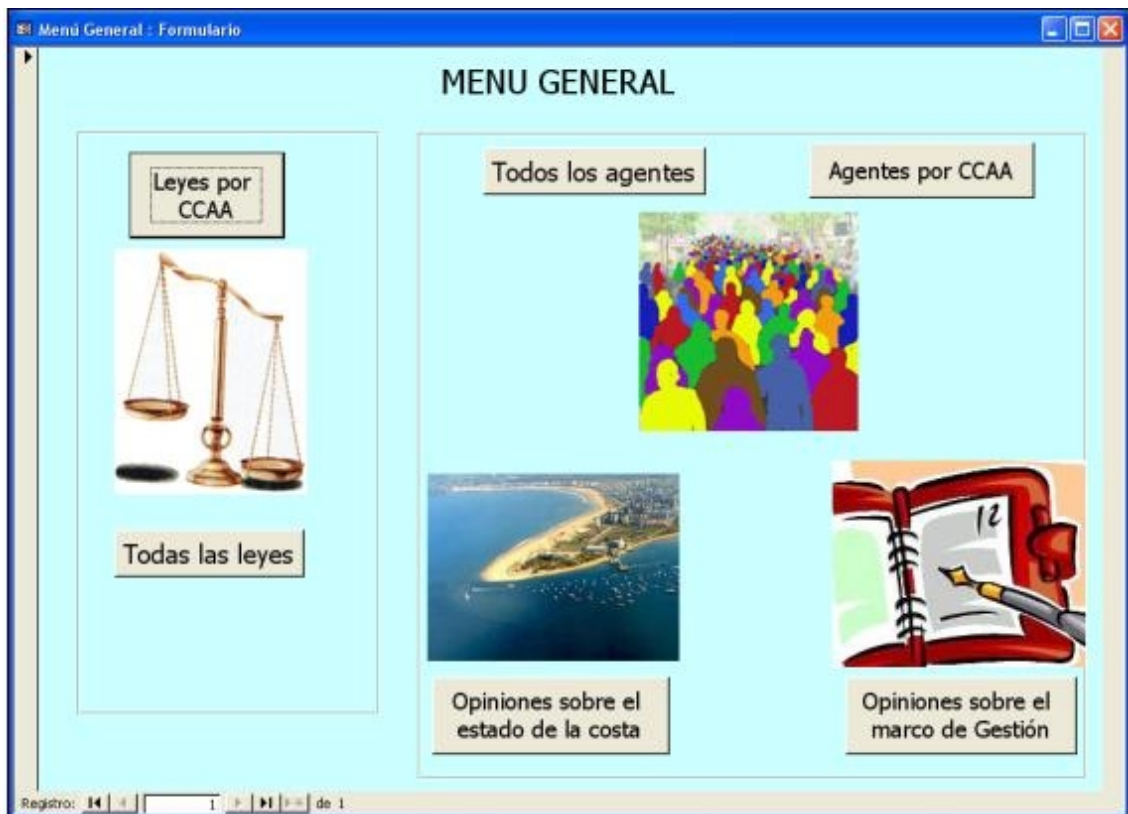 Menú General : Formulario
MENU GENERAL
Leyes por
CCAA
Todas las leyes
Todos los agentes
Agentes por CCAA
12
Opiniones sobre el
estado de la costa
Opiniones sobre el
marco de Gestión
Registro: 1 de 1